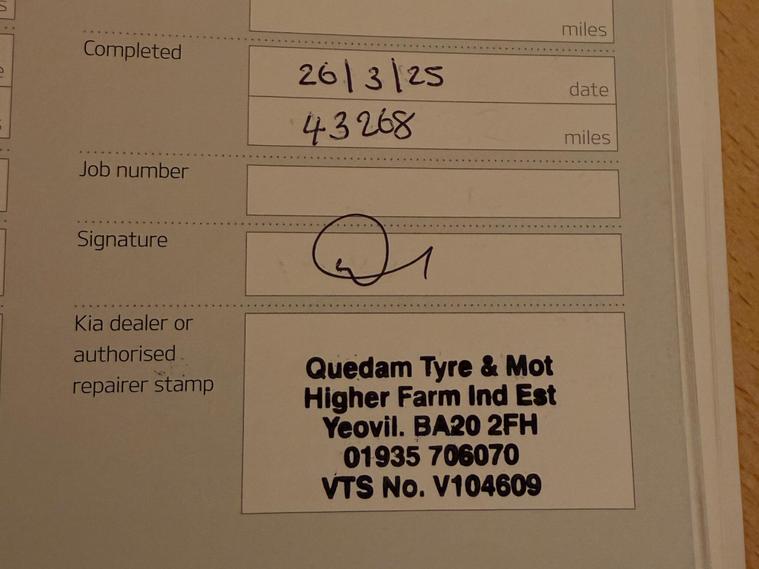 miles
Completed
26/3/25
date
43268
miles
Job number
Signature
Kia dealer or
authorised
repairer stamp
Quedam Tyre & Mot
Higher Farm Ind Est
Yeovil. BA20 2FH
01935 706070
VTS No. V104609